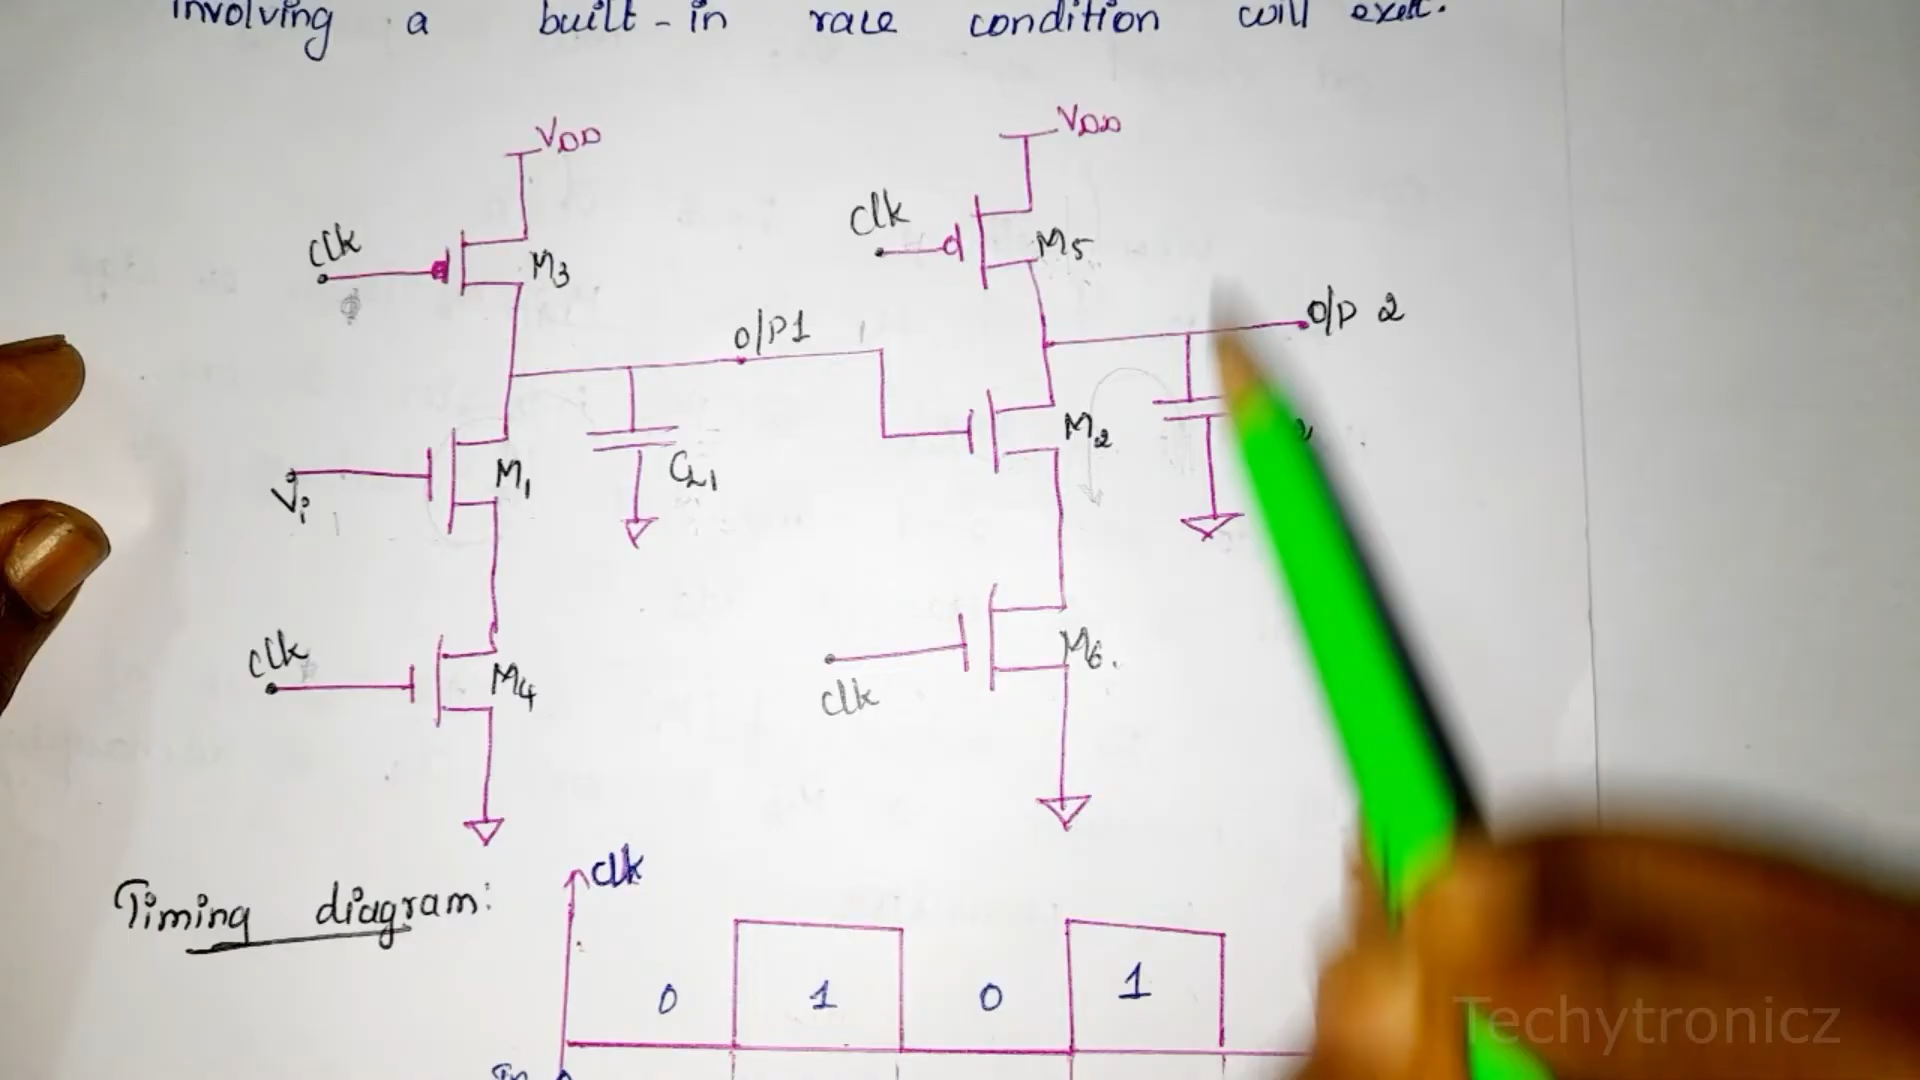 involving a built-in race condition will exit.
VDD
VDD
Clk
Clk
M3
M5
O/P1
O/P 2
Vi
M1
CL1
M2
Clk
M4
M6.
Clk
Timing diagram:
Clk
0 1 0 1
Techytronicz